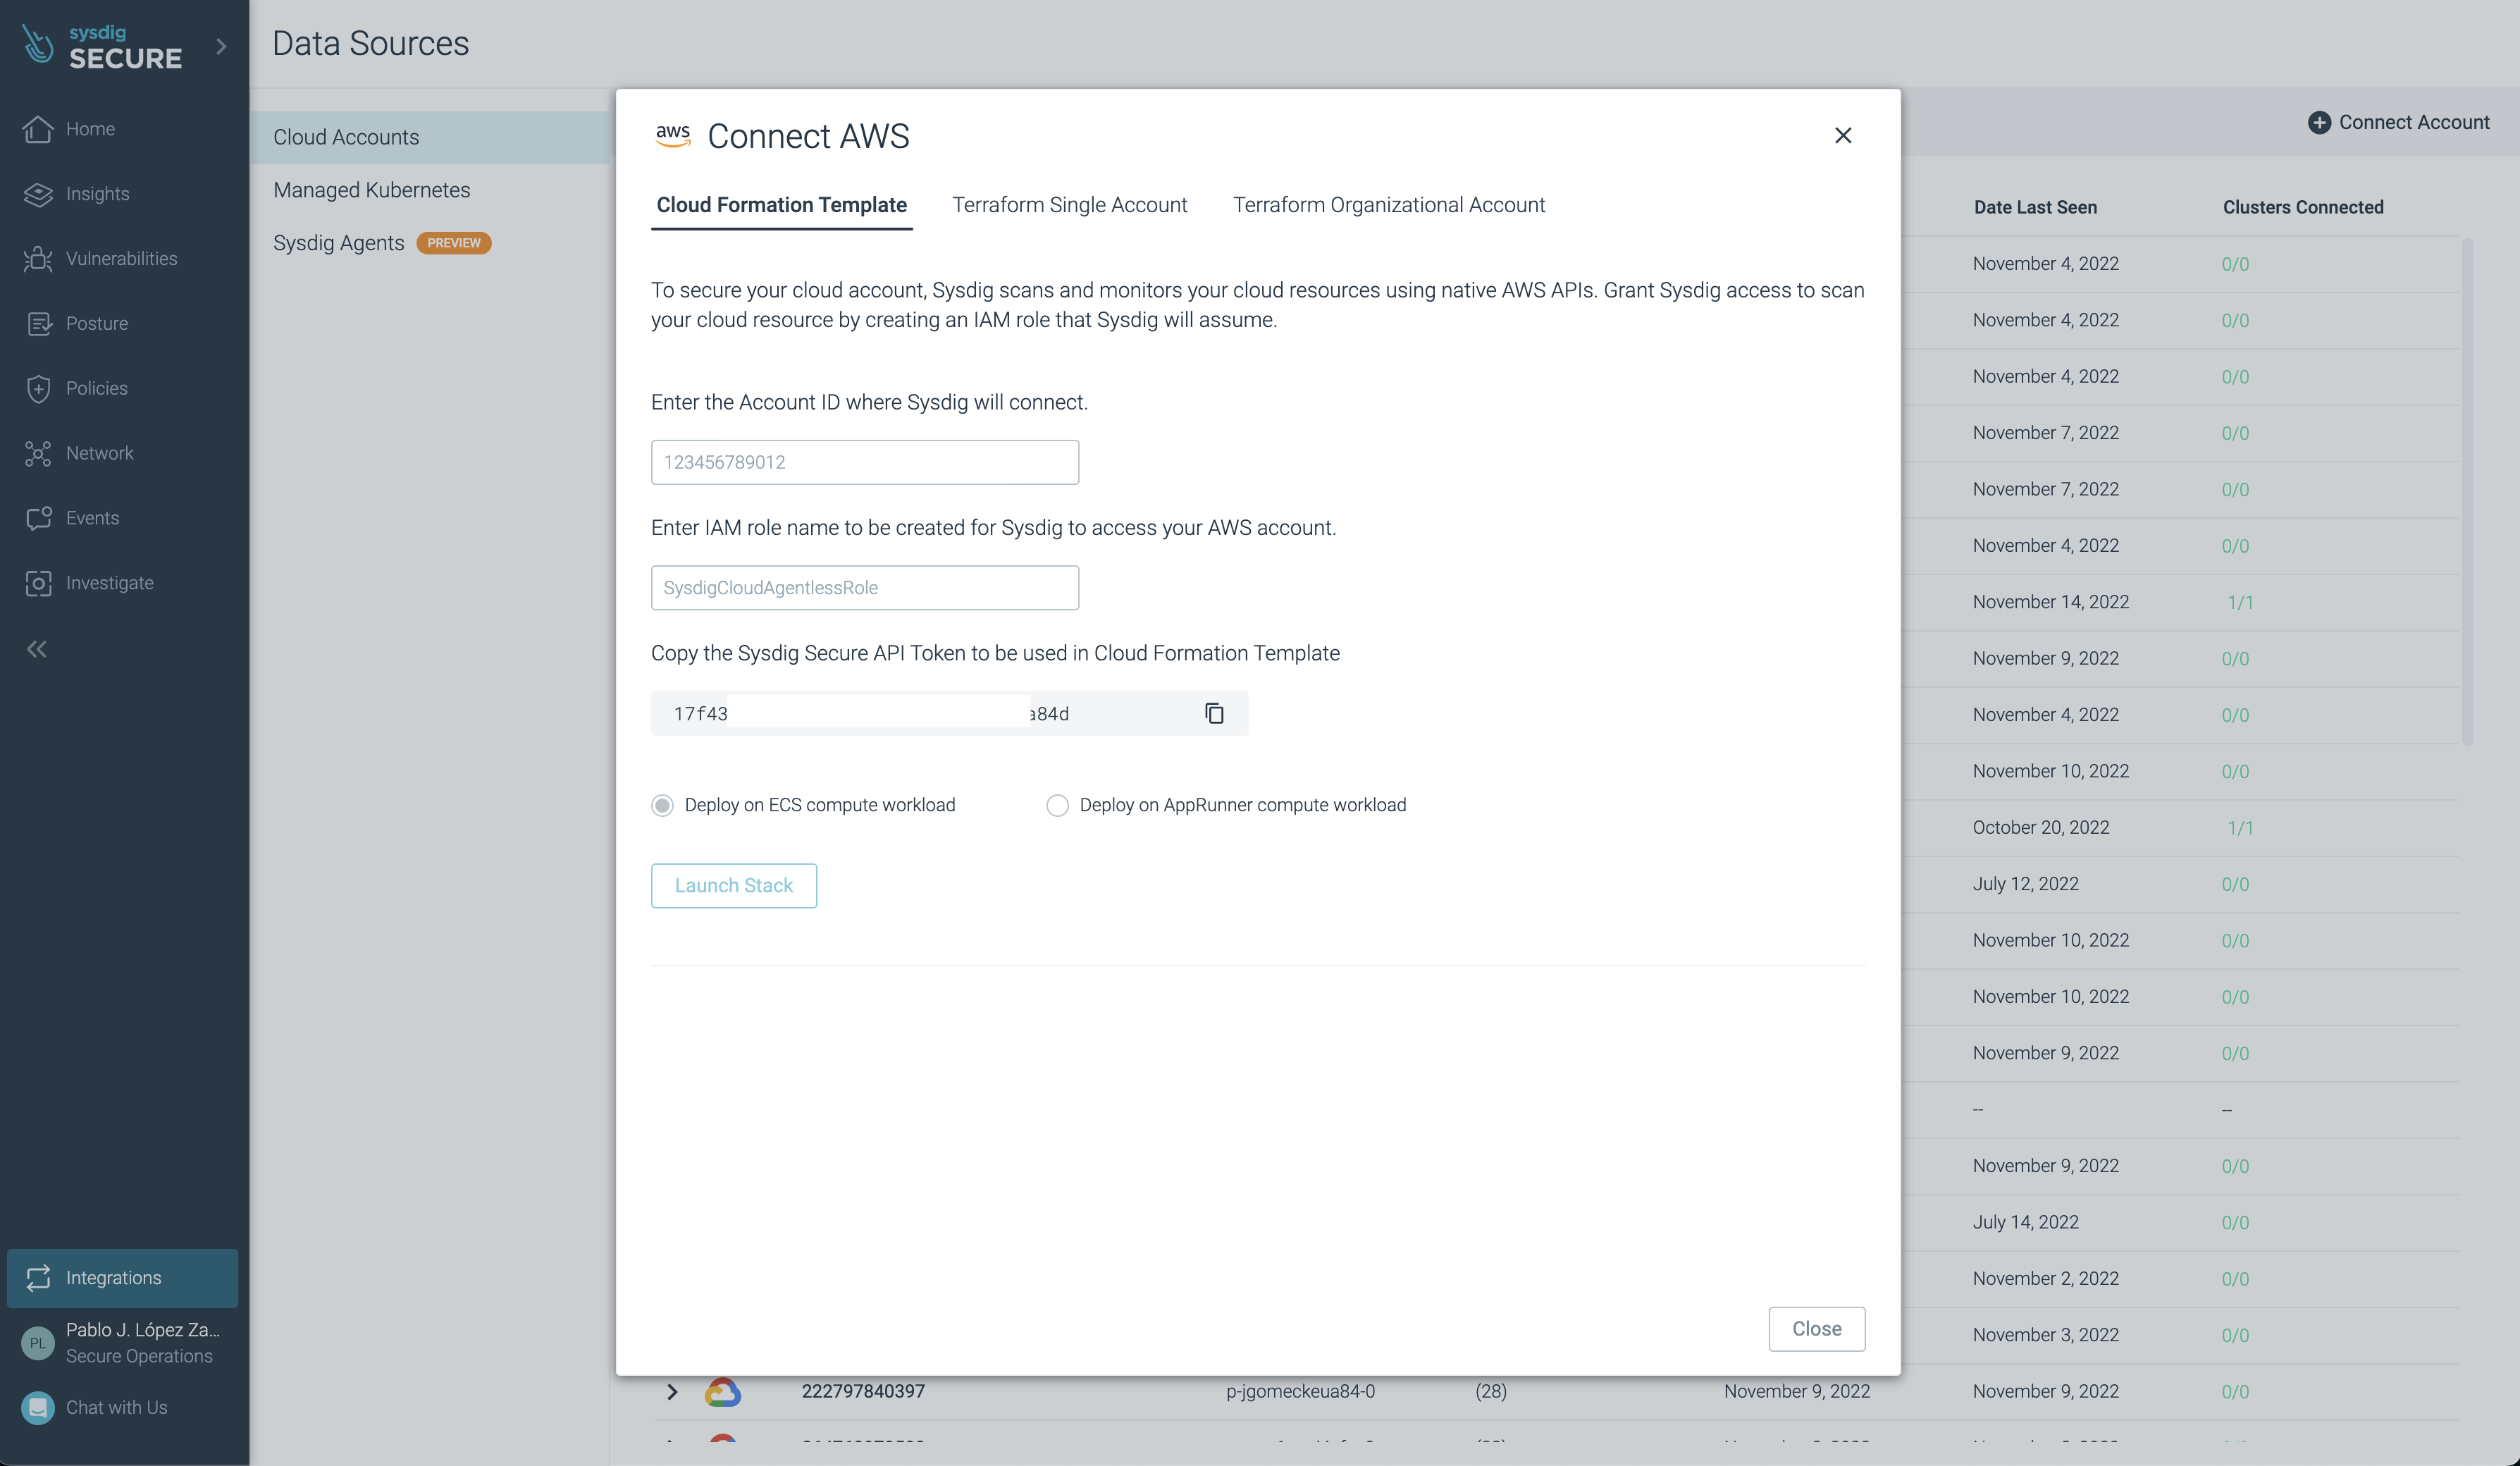 sysdig
SECURE
Home
Insights
Vulnerabilities
Posture
Policies
Network
Events
Investigate
Integrations
PL
Pablo J. López Za...
Secure Operations
Chat with Us
Data Sources
Cloud Accounts
Managed Kubernetes
Sysdig Agents PREVIEW
Connect Account
aws Connect AWS
Cloud Formation Template Terraform Single Account Terraform Organizational Account
To secure your cloud account, Sysdig scans and monitors your cloud resources using native AWS APIs. Grant Sysdig access to scan
your cloud resource by creating an IAM role that Sysdig will assume.
Enter the Account ID where Sysdig will connect.
123456789012
Enter IAM role name to be created for Sysdig to access your AWS account.
SysdigCloudAgentlessRole
Copy the Sysdig Secure API Token to be used in Cloud Formation Template
17f43 a84d
Deploy on ECS compute workload Deploy on AppRunner compute workload
Launch Stack
Close
Date Last Seen Clusters Connected
November 4, 2022 0/0
November 4, 2022 0/0
November 4, 2022 0/0
November 7, 2022 0/0
November 7, 2022 0/0
November 4, 2022 0/0
November 14, 2022 1/1
November 9, 2022 0/0
November 4, 2022 0/0
November 10, 2022 0/0
October 20, 2022 1/1
July 12, 2022 0/0
November 10, 2022 0/0
November 10, 2022 0/0
November 9, 2022 0/0
-- --
November 9, 2022 0/0
July 14, 2022 0/0
November 2, 2022 0/0
November 3, 2022 0/0
222797840397 p-jgomeckeua84-0 (28) November 9, 2022 November 9, 2022 0/0